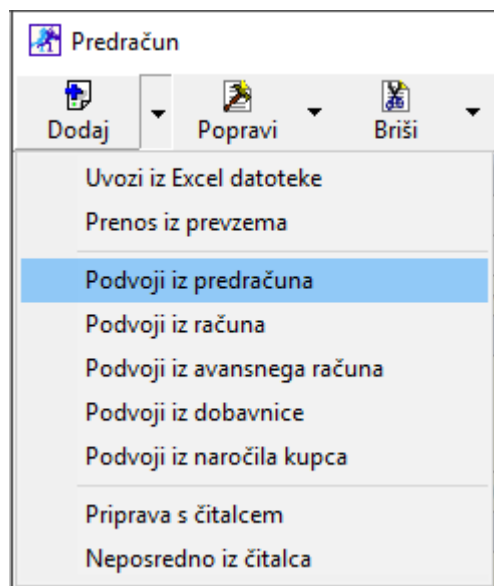 Predračun
Dodaj Popravi Briši
Uvozi iz Excel datoteke
Prenos iz prevzema
Podvoji iz predračuna
Podvoji iz računa
Podvoji iz avansnega računa
Podvoji iz dobavnice
Podvoji iz naročila kupca
Priprava s čitalcem
Neposredno iz čitalca